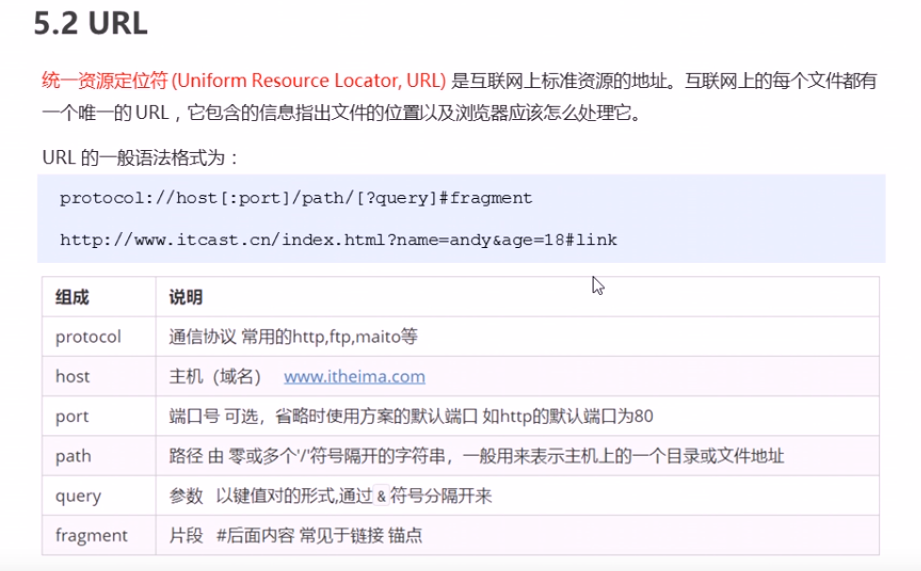 5.2 URL
统一资源定位符 (Uniform Resource Locator, URL) 是互联网上标准资源的地址。互联网上的每个文件都有
一个唯一的 URL，它包含的信息指出文件的位置以及浏览器应该怎么处理它。
URL 的一般语法格式为：
protocol://host[:port]/path/[?query]#fragment
http://www.itcast.cn/index.html?name=andy&age=18#link
组成 说明
protocol 通信协议 常用的http,ftp,maito等
host 主机（域名） www.itheima.com
port 端口号 可选，省略时使用方案的默认端口 如http的默认端口为80
path 路径 由 零或多个'/'符号隔开的字符串，一般用来表示主机上的一个目录或文件地址
query 参数 以键值对的形式,通过 & 符号分隔开来
fragment 片段 #后面内容 常见于链接 锚点